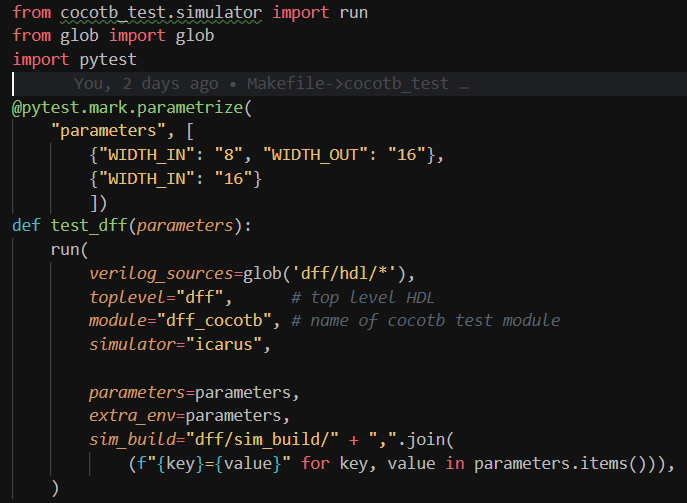 from cocotb_test.simulator import run
from glob import glob
import pytest
You, 2 days ago • Makefile->cocotb_test …
@pytest.mark.parametrize(
    "parameters", [
        {"WIDTH_IN": "8", "WIDTH_OUT": "16"},
        {"WIDTH_IN": "16"}
        ])
def test_dff(parameters):
    run(
        verilog_sources=glob('dff/hdl/*'),
        toplevel="dff",      # top level HDL
        module="dff_cocotb", # name of cocotb test module
        simulator="icarus",

        parameters=parameters,
        extra_env=parameters,
        sim_build="dff/sim_build/" + ",".join(
            (f"{key}={value}" for key, value in parameters.items())),
    )